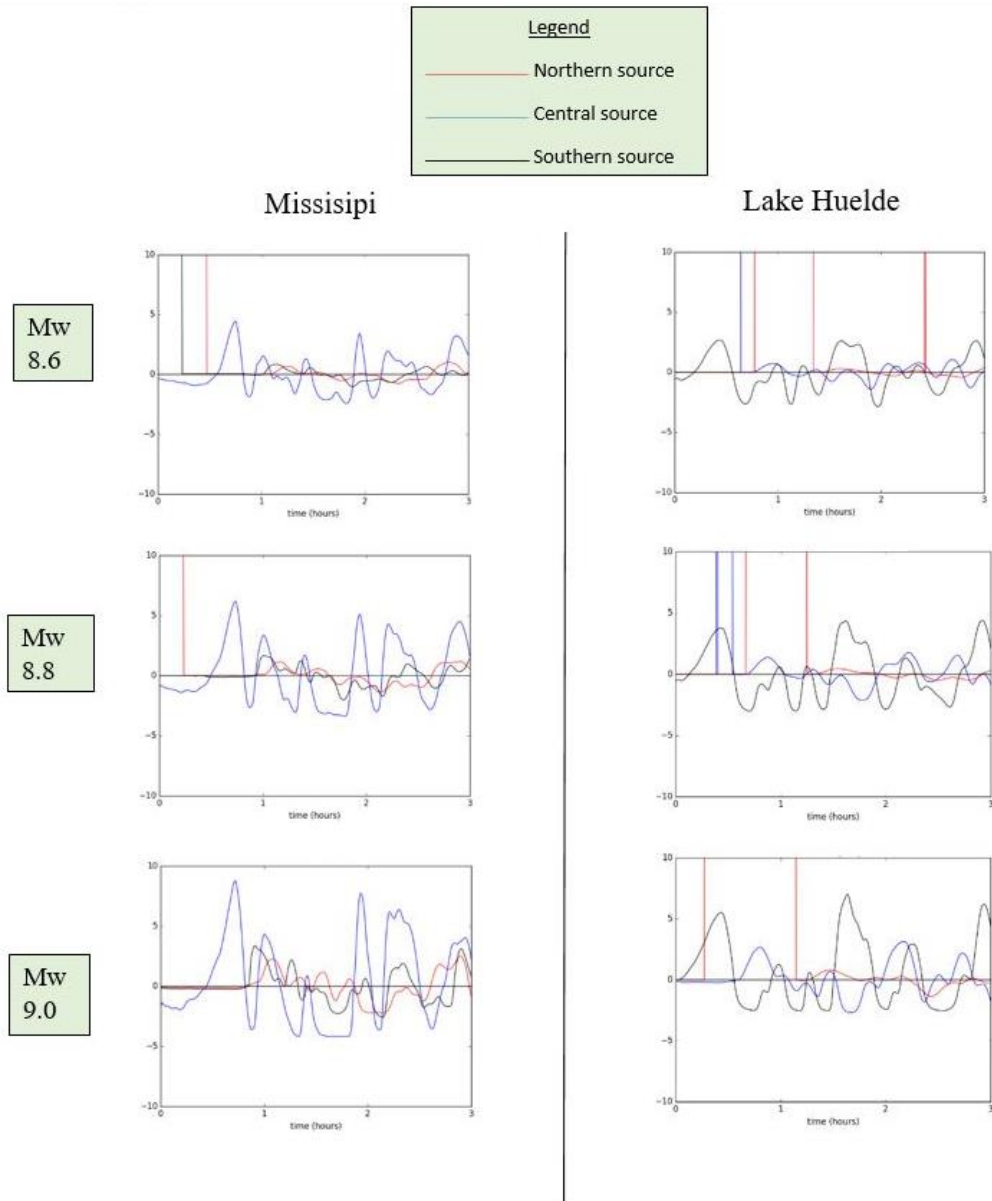 Legend
Northern source
Central source
Southern source
Missisipi
Lake Huelde
Mw
8.6
10
5
0
−5
−10
0 1 2 3
time (hours)
10
5
0
−5
−10
0 1 2 3
time (hours)
Mw
8.8
10
5
0
−5
−10
0 1 2 3
time (hours)
10
5
0
−5
−10
0 1 2 3
time (hours)
Mw
9.0
10
5
0
−5
−10
0 1 2 3
time (hours)
10
5
0
−5
−10
0 1 2 3
time (hours)